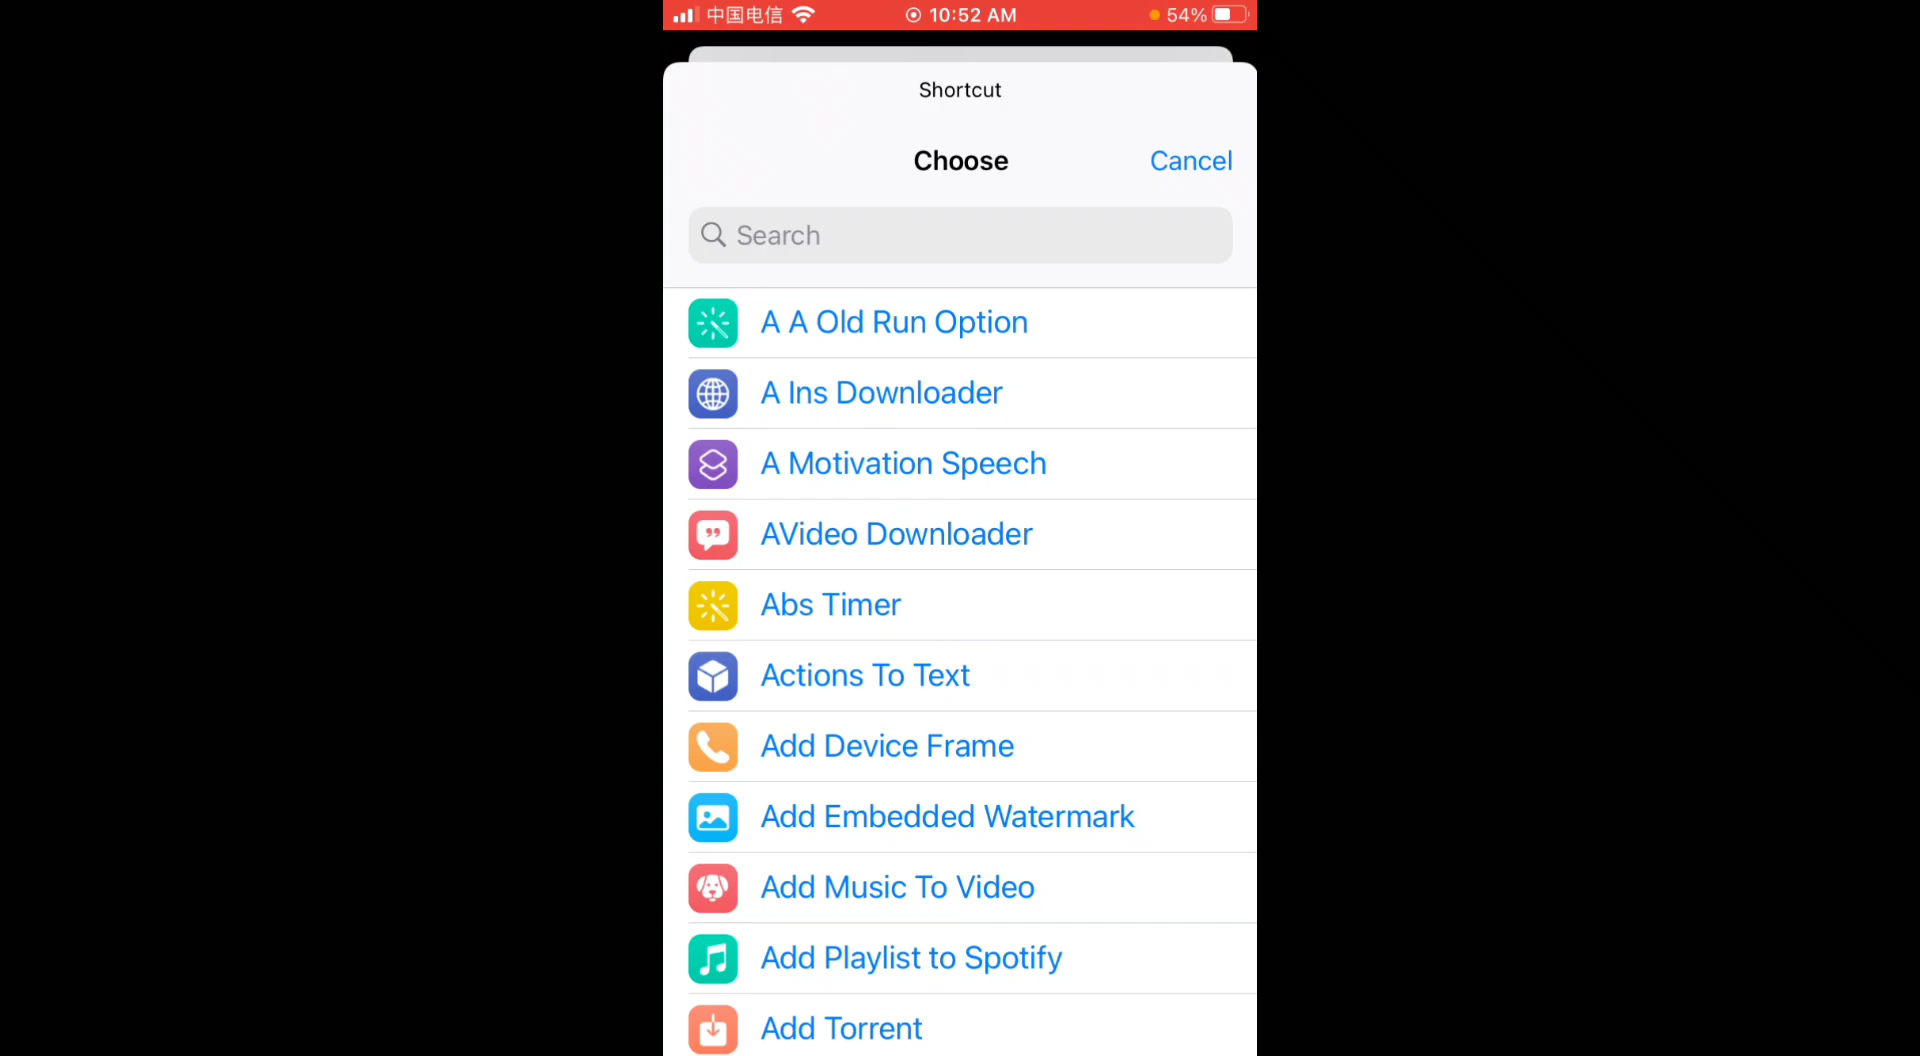 中国电信 10:52 AM 54%
Shortcut
Choose Cancel
Search
A A Old Run Option
A Ins Downloader
A Motivation Speech
AVideo Downloader
Abs Timer
Actions To Text
Add Device Frame
Add Embedded Watermark
Add Music To Video
Add Playlist to Spotify
Add Torrent